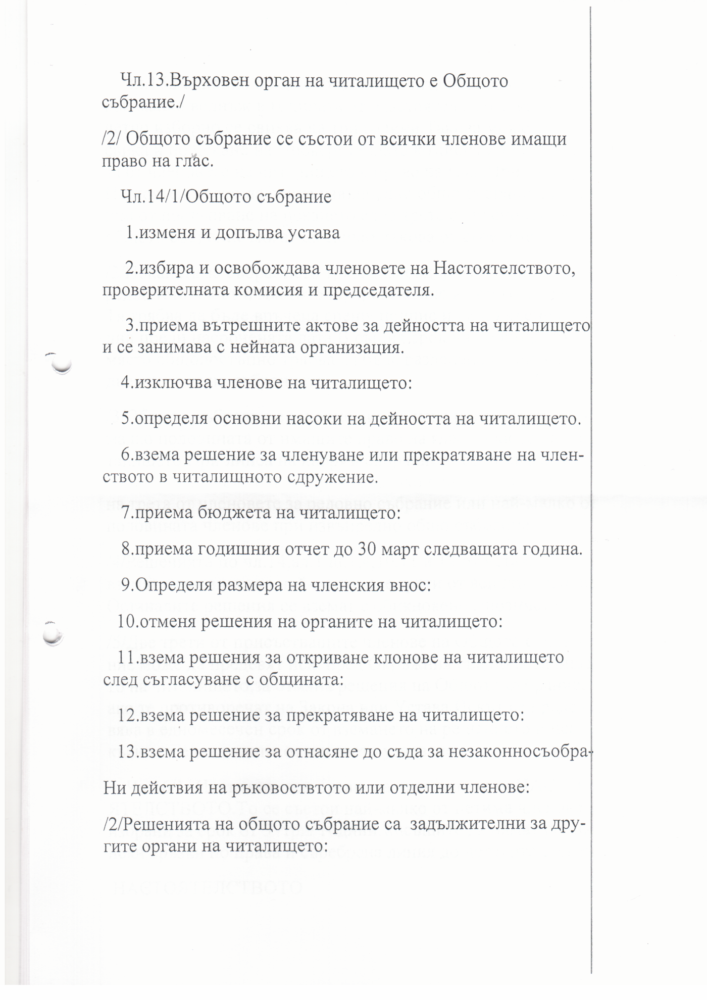 Чл.13.Върховен орган на читалището е Общото
събрание./
/2/ Общото събрание се състои от всички членове имащи
право на глас.
Чл.14/1/Общото събрание
1.изменя и допълва устава
2.избира и освобождава членовете на Настоятелството,
проверителната комисия и председателя.
3.приема вътрешните актове за дейността на читалището
и се занимава с нейната организация.
4.изключва членове на читалището:
5.определя основни насоки на дейността на читалището.
6.взема решение за членуване или прекратяване на член-
ството в читалищното сдружение.
7.приема бюджета на читалището:
8.приема годишния отчет до 30 март следващата година.
9.Определя размера на членския внос:
10.отменя решения на органите на читалището:
11.взема решения за откриване клонове на читалището
след съгласуване с общината:
12.взема решение за прекратяване на читалището:
13.взема решение за отнасяне до съда за незаконносъобра-
Ни действия на ръковоствтото или отделни членове:
/2/Решенията на общото събрание са  задължителни за дру-
гите органи на читалището: